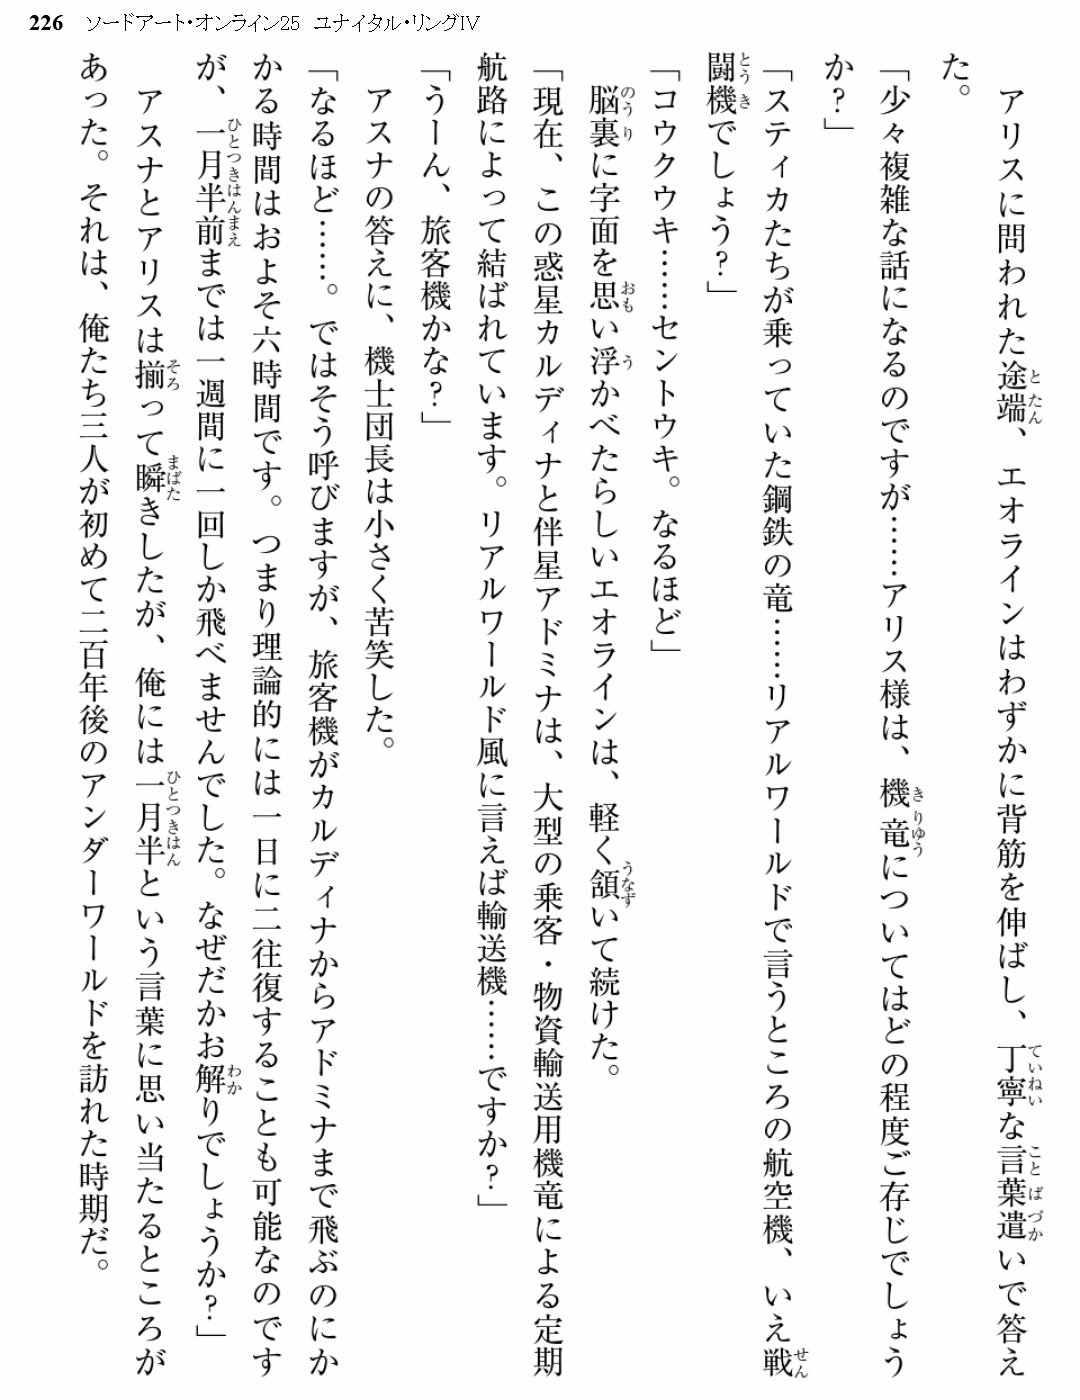 226 ソードアート・オンライン25 ユナイタル・リングIV
アリスに問われた途端、エオラインはわずかに背筋を伸ばし、丁寧な言葉遣いで答え
た。
「少々複雑な話になるのですが……アリス様は、機竜についてはどの程度ご存じでしょう
か？」
「スティカたちが乗っていた鋼鉄の竜……リアルワールドで言うところの航空機、いえ戦
闘機でしょう？」
「コウクウキ……セントウキ。なるほど」
脳裏に字面を思い浮かべたらしいエオラインは、軽く頷いて続けた。
「現在、この惑星カルディナと伴星アドミナは、大型の乗客・物資輸送用機竜による定期
航路によって結ばれています。リアルワールド風に言えば輸送機……ですか？」
「うーん、旅客機かな？」
アスナの答えに、機士団長は小さく苦笑した。
「なるほど……。ではそう呼びますが、旅客機がカルディナからアドミナまで飛ぶのにか
かる時間はおよそ六時間です。つまり理論的には一日に二往復することも可能なのです
が、一月半前までは一週間に一回しか飛べませんでした。なぜだかお解りでしょうか？」
アスナとアリスは揃って瞬きしたが、俺には一月半という言葉に思い当たるところが
あった。それは、俺たち三人が初めて二百年後のアンダーワールドを訪れた時期だ。